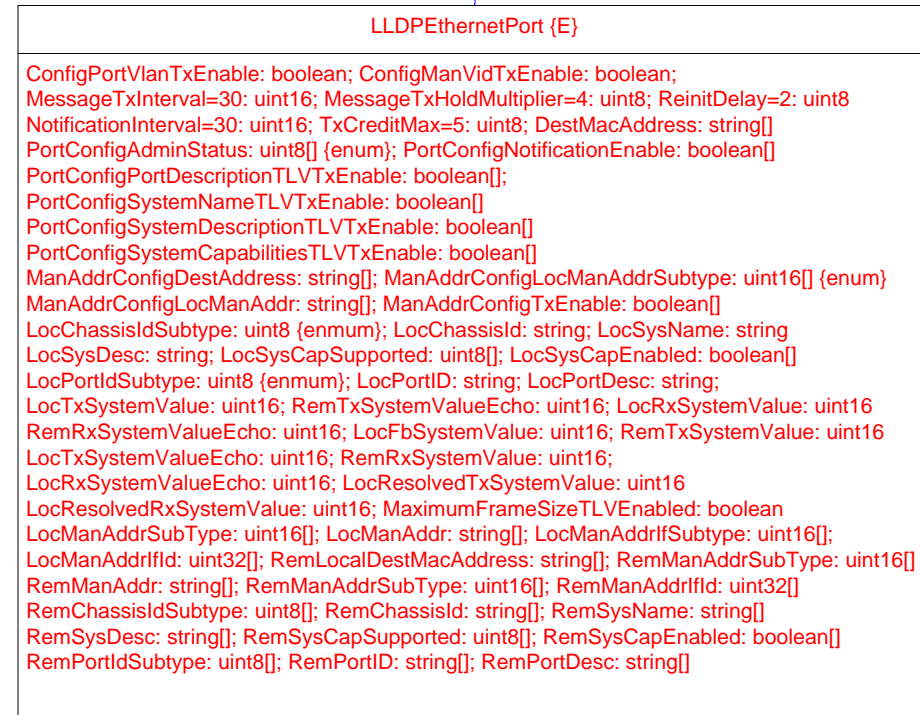 LLDPEthernetPort {E}
ConfigPortVlanTxEnable: boolean; ConfigManVidTxEnable: boolean;
MessageTxInterval=30: uint16; MessageTxHoldMultiplier=4: uint8; ReinitDelay=2: uint8
NotificationInterval=30: uint16; TxCreditMax=5: uint8; DestMacAddress: string[]
PortConfigAdminStatus: uint8[] {enum}; PortConfigNotificationEnable: boolean[]
PortConfigPortDescriptionTLVTxEnable: boolean[];
PortConfigSystemNameTLVTxEnable: boolean[]
PortConfigSystemDescriptionTLVTxEnable: boolean[]
PortConfigSystemCapabilitiesTLVTxEnable: boolean[]
ManAddrConfigDestAddress: string[]; ManAddrConfigLocManAddrSubtype: uint16[] {enum}
ManAddrConfigLocManAddr: string[]; ManAddrConfigTxEnable: boolean[]
LocChassisIdSubtype: uint8 {enmum}; LocChassisId: string; LocSysName: string
LocSysDesc: string; LocSysCapSupported: uint8[]; LocSysCapEnabled: boolean[]
LocPortIdSubtype: uint8 {enmum}; LocPortID: string; LocPortDesc: string;
LocTxSystemValue: uint16; RemTxSystemValueEcho: uint16; LocRxSystemValue: uint16
RemRxSystemValueEcho: uint16; LocFbSystemValue: uint16; RemTxSystemValue: uint16
LocTxSystemValueEcho: uint16; RemRxSystemValue: uint16;
LocRxSystemValueEcho: uint16; LocResolvedTxSystemValue: uint16
LocResolvedRxSystemValue: uint16; MaximumFrameSizeTLVEnabled: boolean
LocManAddrSubType: uint16[]; LocManAddr: string[]; LocManAddrIfSubtype: uint16[];
LocManAddrIfId: uint32[]; RemLocalDestMacAddress: string[]; RemManAddrSubType: uint16[]
RemManAddr: string[]; RemManAddrSubType: uint16[]; RemManAddrIfId: uint32[]
RemChassisIdSubtype: uint8[]; RemChassisId: string[]; RemSysName: string[]
RemSysDesc: string[]; RemSysCapSupported: uint8[]; RemSysCapEnabled: boolean[]
RemPortIdSubtype: uint8[]; RemPortID: string[]; RemPortDesc: string[]